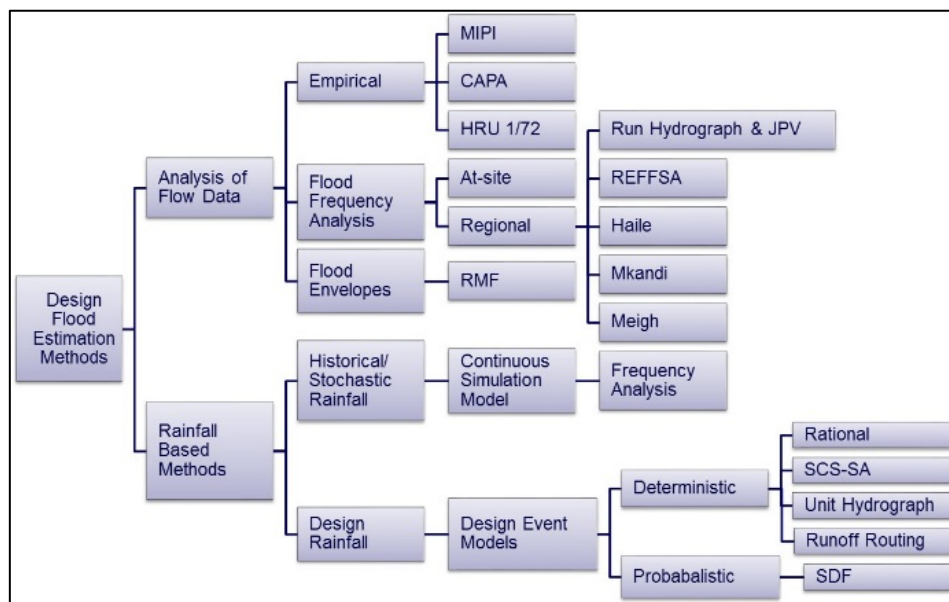 Design
Flood
Estimation
Methods
Analysis of
Flow Data
Empirical
MIPI
CAPA
HRU 1/72
Flood
Frequency
Analysis
At-site
Regional
Run Hydrograph & JPV
REFFSA
Haile
Mkandi
Meigh
Flood
Envelopes
RMF
Rainfall
Based
Methods
Historical/
Stochastic
Rainfall
Continuous
Simulation
Model
Frequency
Analysis
Design
Rainfall
Design Event
Models
Deterministic
Rational
SCS-SA
Unit Hydrograph
Runoff Routing
Probabalistic
SDF